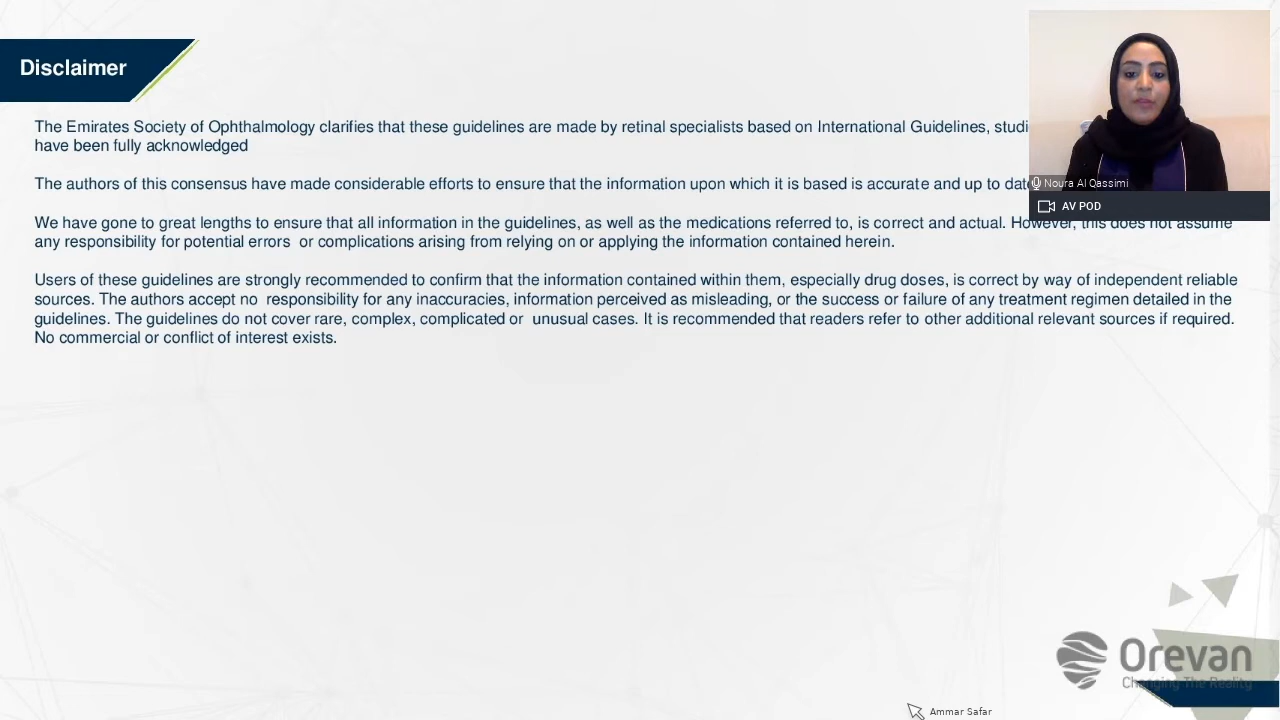 Disclaimer
The Emirates Society of Ophthalmology clarifies that these guidelines are made by retinal specialists based on International Guidelines,
have been fully acknowledged
The authors of this consensus have made considerable efforts to ensure that the information upon which it is based is accurate and up to
Noura Al Qassimi
AV POD
We have gone to great lengths to ensure that all information in the guidelines, as well as the medications referred to, is correct and actual. However, this does not assume
any responsibility for potential errors or complications arising from relying on or applying the information contained herein.
Users of these guidelines are strongly recommended to confirm that the information contained within them, especially drug doses, is correct by way of independent reliable
sources. The authors accept no responsibility for any inaccuracies, information perceived as misleading, or the success or failure of any treatment regimen detailed in the
guidelines. The guidelines do not cover rare, complex, complicated or unusual cases. It is recommended that readers refer to other additional relevant sources if required.
No commercial or conflict of interest exists.
Orevan
Changing The Reality
Ammar Safar